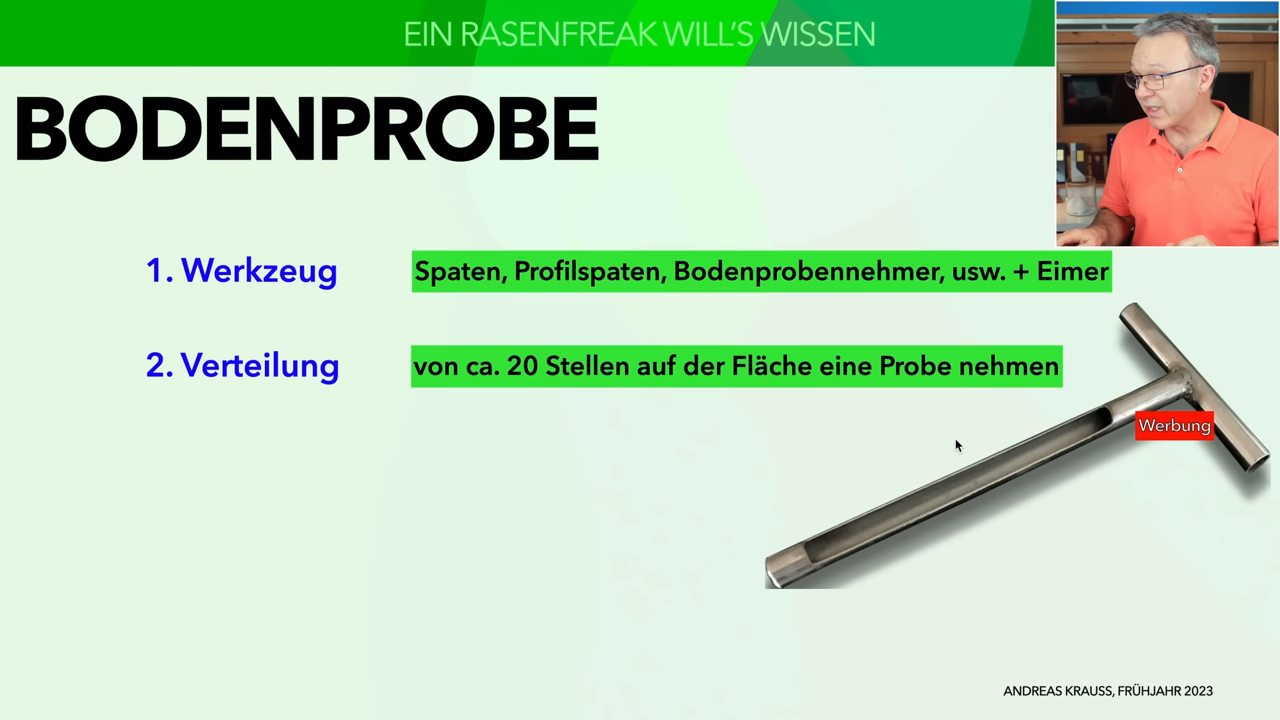 EIN RASENFREAK WILL'S WISSEN
BODENPROBE
1. Werkzeug Spaten, Profilspaten, Bodenprobennehmer, usw. + Eimer
2. Verteilung von ca. 20 Stellen auf der Fläche eine Probe nehmen
Werbung
ANDREAS KRAUSS, FRÜHJAHR 2023